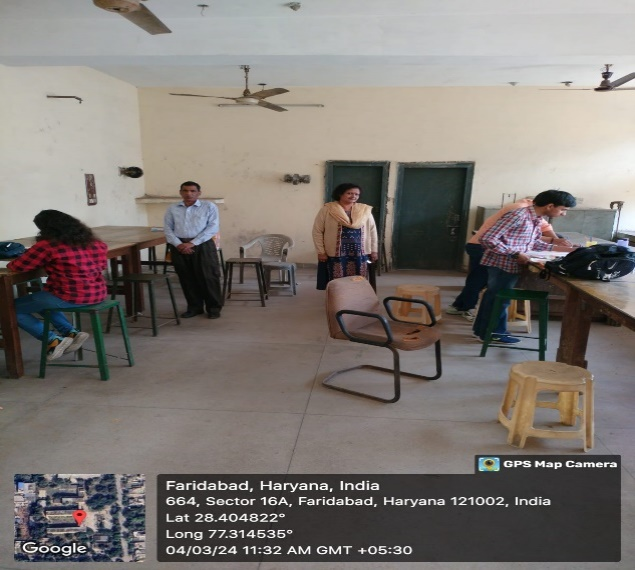 GPS Map Camera
Faridabad, Haryana, India
664, Sector 16A, Faridabad, Haryana 121002, India
Lat 28.404822°
Long 77.314535°
04/03/24 11:32 AM GMT +05:30
Google